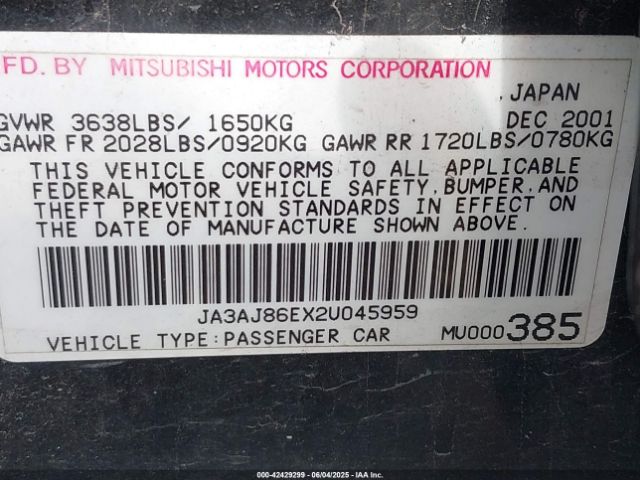 FD. BY MITSUBISHI MOTORS CORPORATION
JAPAN
GVWR 3638LBS/ 1650KG DEC 2001
GAWR FR 2028LBS/0920KG GAWR RR 1720LBS/0780KG
THIS VEHICLE CONFORMS TO ALL APPLICABLE
FEDERAL MOTOR VEHICLE SAFETY, BUMPER, AND
THEFT PREVENTION STANDARDS IN EFFECT ON
THE DATE OF MANUFACTURE SHOWN ABOVE.
JA3AJ86EX2U045959
VEHICLE TYPE:PASSENGER CAR MU000385
000-42429299 | 06/04/2025 | IAA Inc.